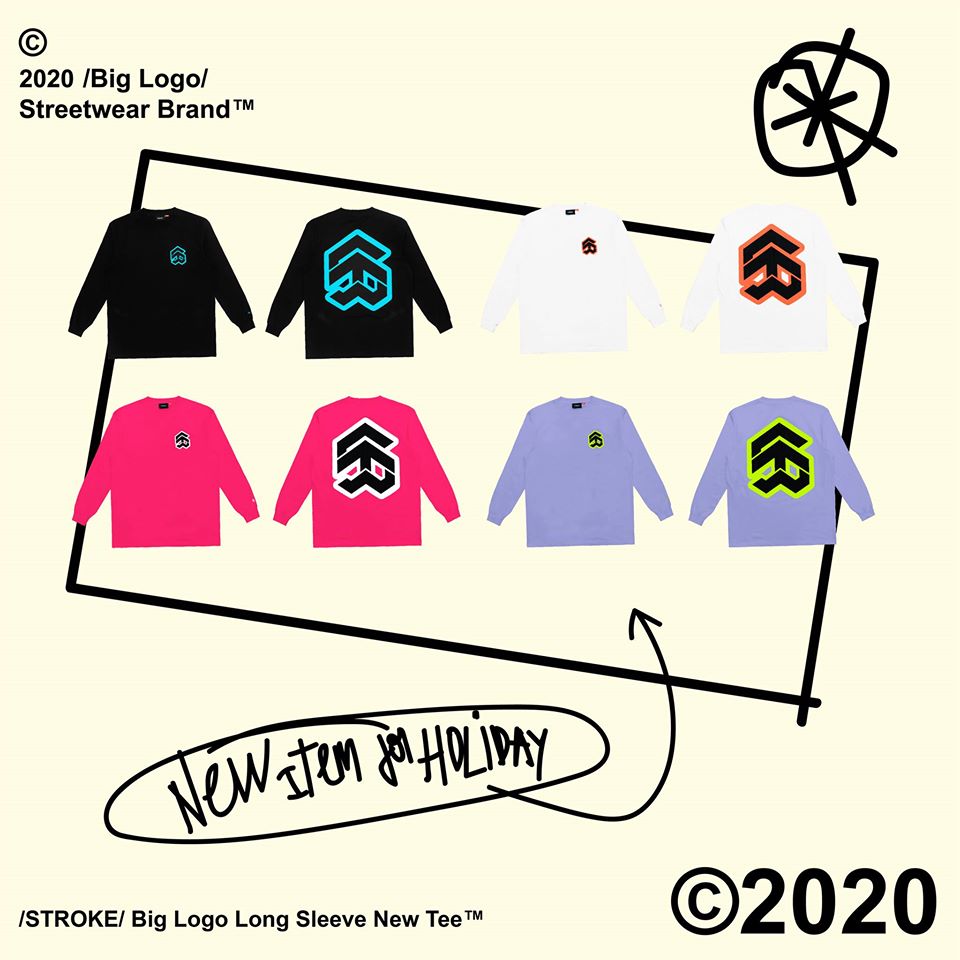 ©
2020 /Big Logo/
Streetwear Brand™
New Item for HOLiDAY
/STROKE/ Big Logo Long Sleeve New Tee™
©2020